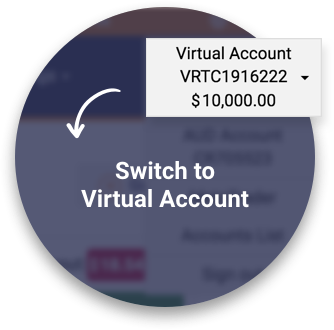 Virtual Account
VRTC1916222
$10,000.00
Switch to
Virtual Account